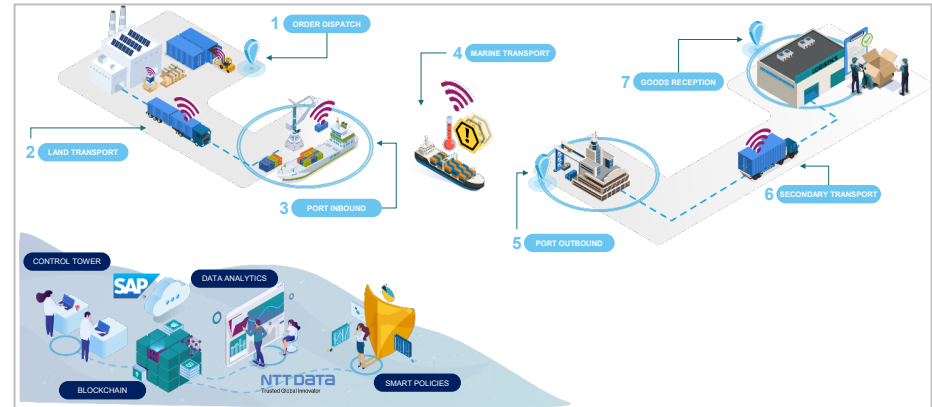 1 ORDER DISPATCH
4 MARINE TRANSPORT
7 GOODS RECEPTION
LOGISTICS
2 LAND TRANSPORT
3 PORT INBOUND
6 SECONDARY TRANSPORT
5 PORT OUTBOUND
CONTROL TOWER
SAP
DATA ANALYTICS
BLOCKCHAIN
NTT DATA
Trusted Global Innovator
SMART POLICIES